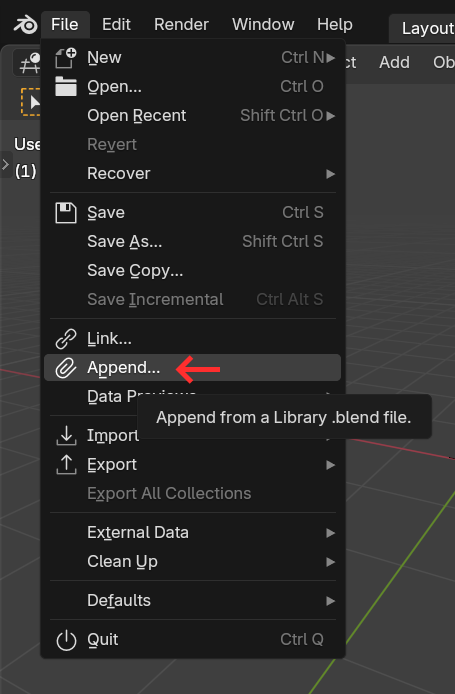 File Edit Render Window Help Layout
New Ctrl N
Open... Ctrl O
ct Add Ob
Open Recent Shift Ctrl O
Revert
Use
Recover
(1)
Save Ctrl S
Save As... Shift Ctrl S
Save Copy...
Save Incremental Ctrl Alt S
Link...
Append...
Data Previews
Append from a Library .blend file.
Import
Export
Export All Collections
External Data
Clean Up
Defaults
Quit Ctrl Q